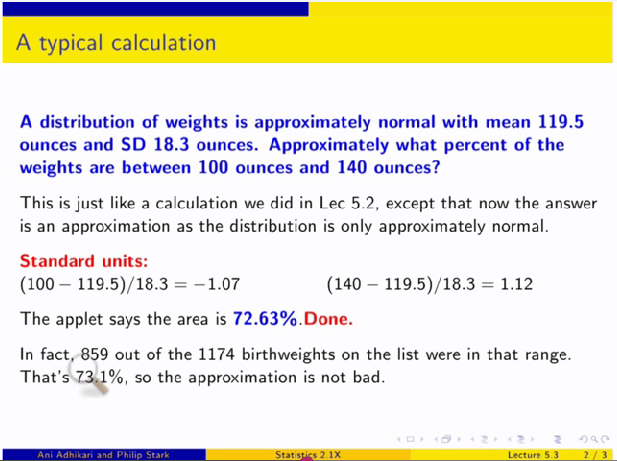 A typical calculation
A distribution of weights is approximately normal with mean 119.5
ounces and SD 18.3 ounces. Approximately what percent of the
weights are between 100 ounces and 140 ounces?
This is just like a calculation we did in Lec 5.2, except that now the answer
is an approximation as the distribution is only approximately normal.
Standard units:
(100 − 119.5)/18.3 = −1.07 (140 − 119.5)/18.3 = 1.12
The applet says the area is 72.63%.Done.
In fact, 859 out of the 1174 birthweights on the list were in that range.
That's 73.1%, so the approximation is not bad.
Ani Adhikari and Philip Stark Statistics 2.1X Lecture 5.3 2 / 3